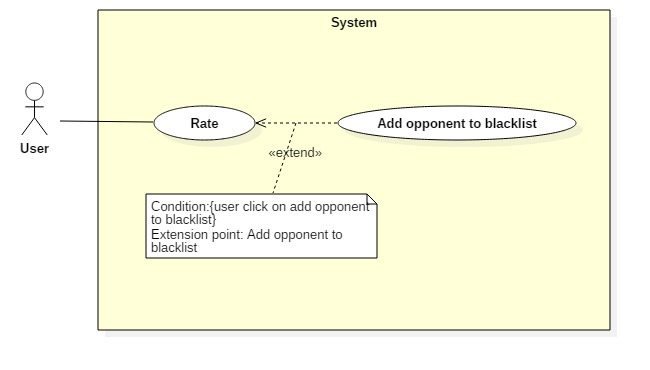 System
User
Rate
Add opponent to blacklist
«extend»
Condition:{user click on add opponent
to blacklist}
Extension point: Add opponent to
blacklist